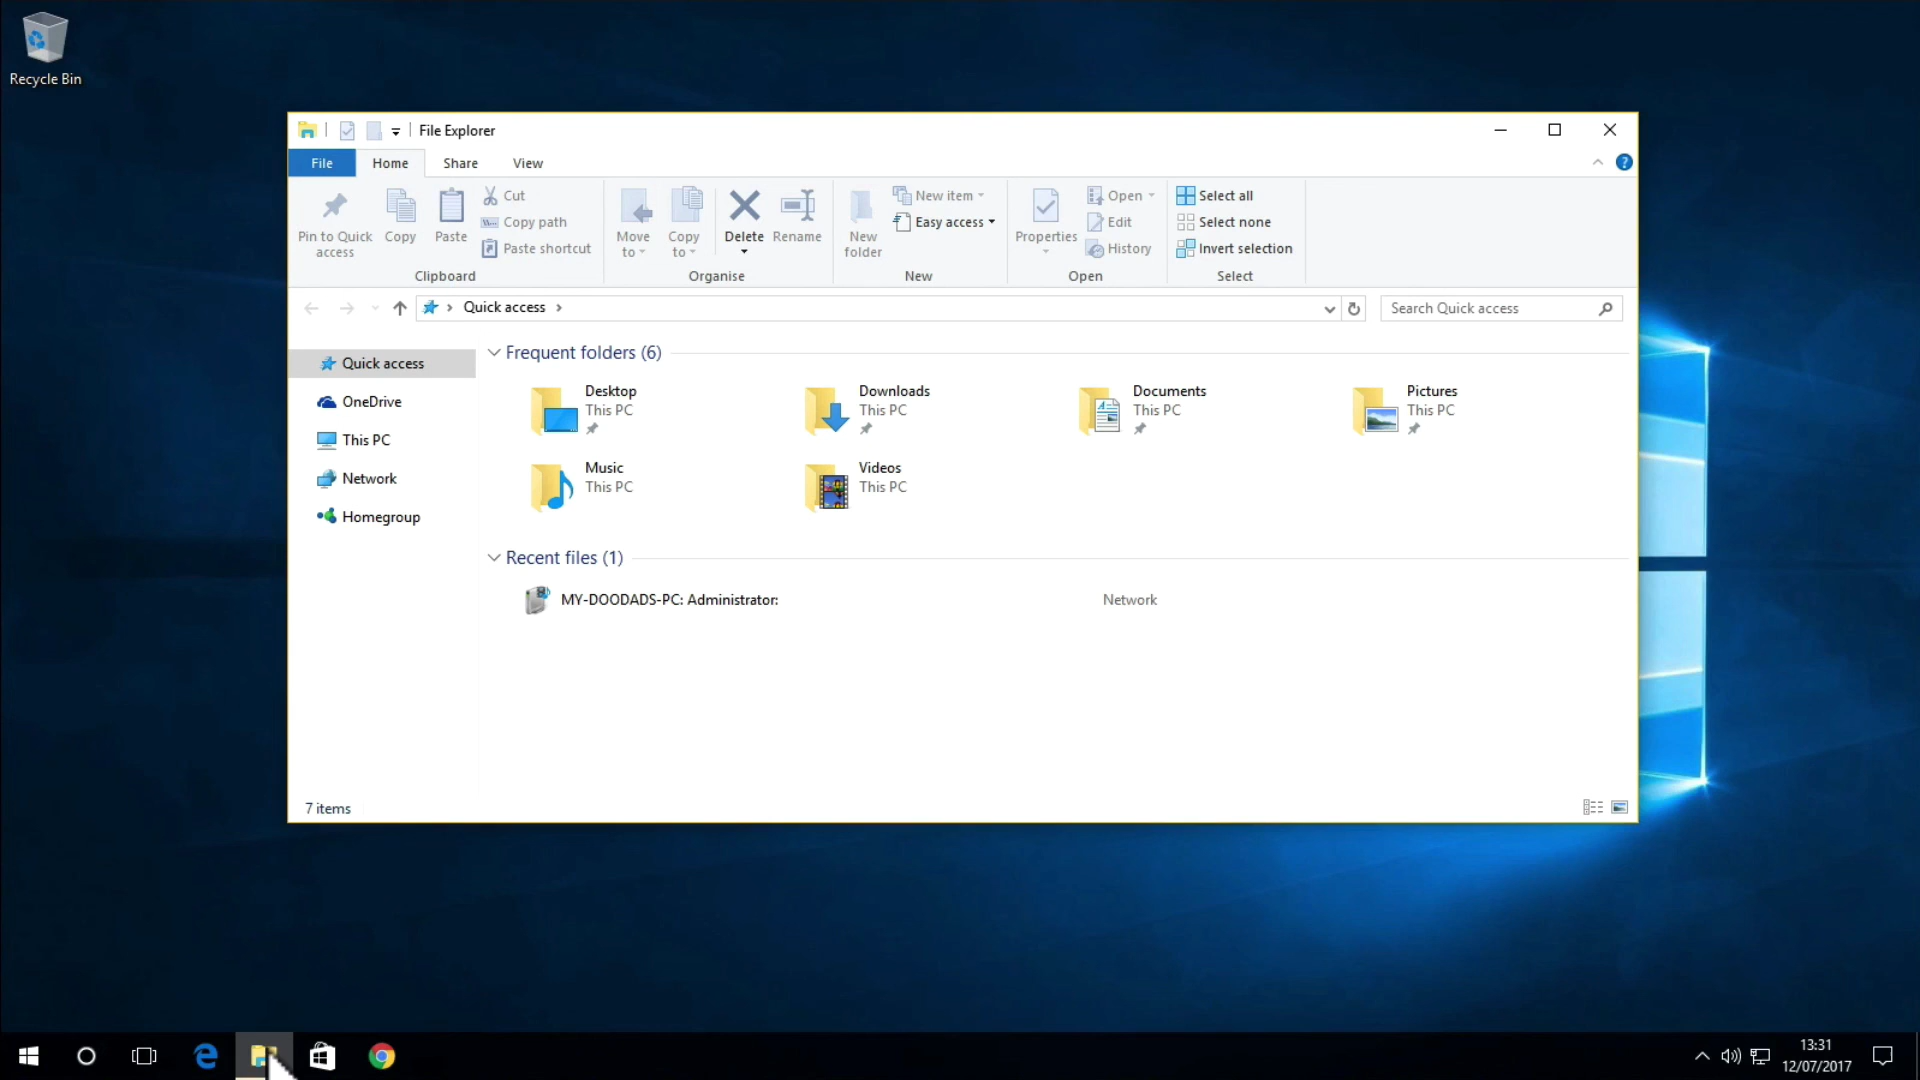 Recycle Bin
File Explorer
File
Home
Share
View
Pin to Quick access
Copy
Paste
Cut
Copy path
Paste shortcut
Clipboard
Move to
Copy to
Delete
Rename
Organise
New folder
New item
Easy access
New
Properties
Open
Edit
History
Open
Select all
Select none
Invert selection
Select
Quick access
Search Quick access
Quick access
OneDrive
This PC
Network
Homegroup
Frequent folders (6)
Desktop
This PC
Downloads
This PC
Documents
This PC
Pictures
This PC
Music
This PC
Videos
This PC
Recent files (1)
MY-DOODADS-PC: Administrator:
Network
7 items
13:31
12/07/2017